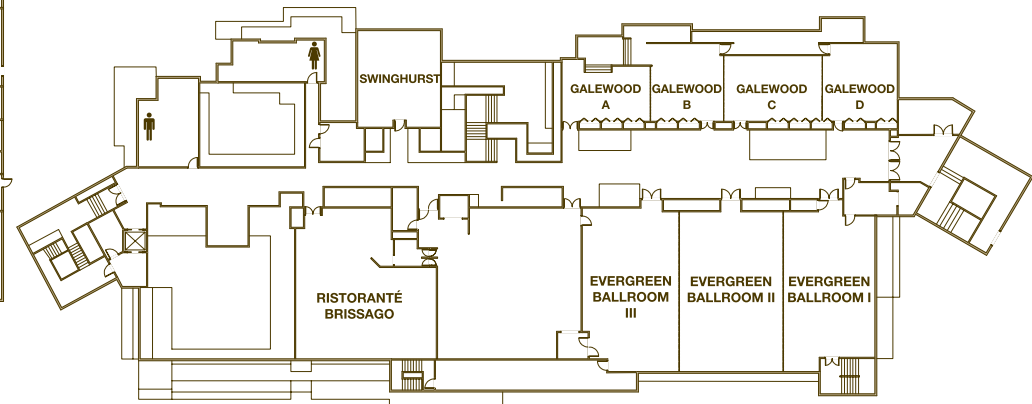 SWINGHURST
GALEWOOD
A
GALEWOOD
B
GALEWOOD
C
GALEWOOD
D
RISTORANTÉ
BRISSAGO
EVERGREEN
BALLROOM
III
EVERGREEN
BALLROOM II
EVERGREEN
BALLROOM I